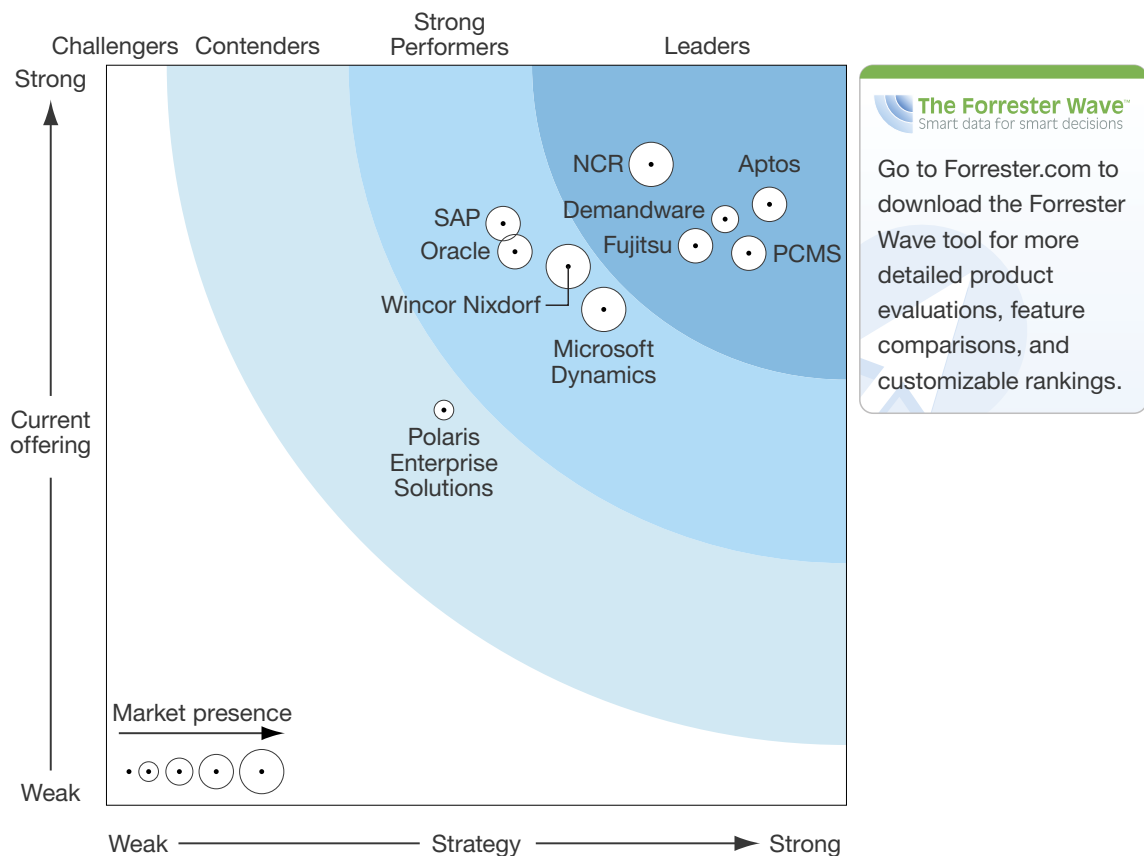 Strong
Performers
Challengers
Contenders
Leaders
Strong
The Forrester Wave™
Smart data for smart decisions
Go to Forrester.com to
download the Forrester
Wave tool for more
detailed product
evaluations, feature
comparisons, and
customizable rankings.
NCR
Aptos
SAP
Demandware
Oracle
Fujitsu
PCMS
Wincor Nixdorf
Microsoft
Dynamics
Current
offering
Polaris
Enterprise
Solutions
Market presence
Weak
Weak
Strategy
Strong